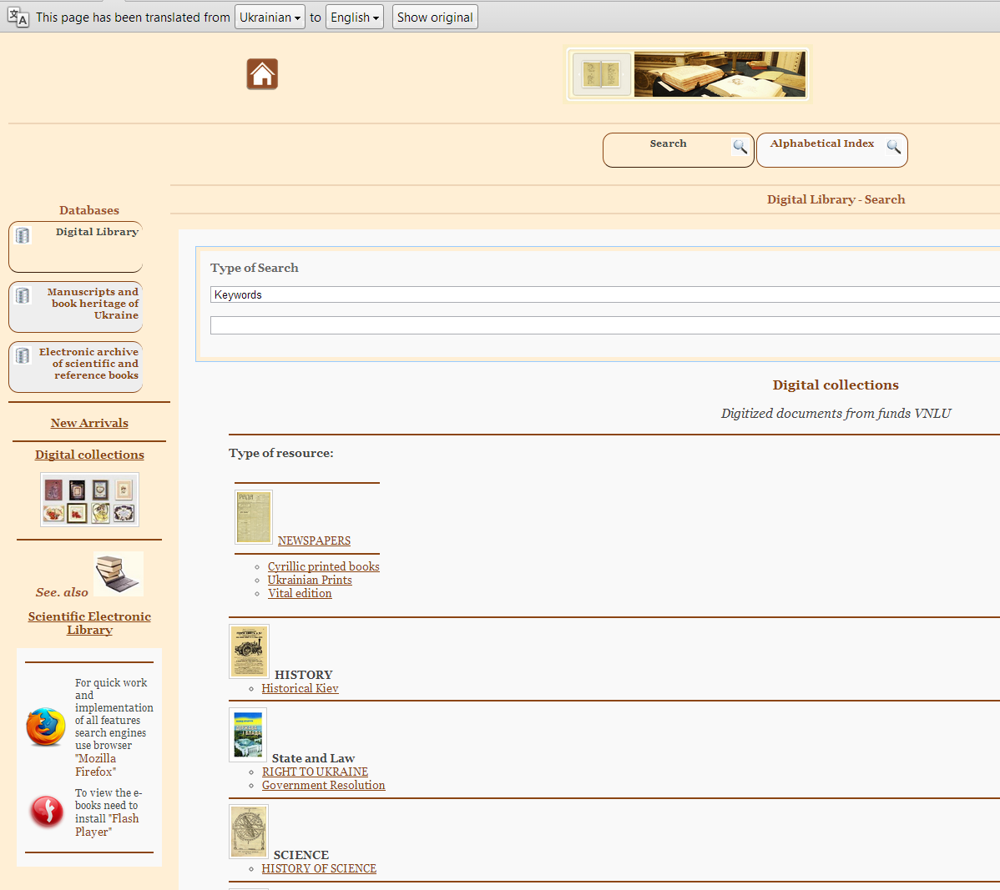 This page has been translated from Ukrainian to English Show original
Search
Alphabetical Index
Digital Library - Search
Databases
Digital Library
Manuscripts and
book heritage of
Ukraine
Electronic archive
of scientific and
reference books
New Arrivals
Digital collections
See. also
Scientific Electronic
Library
For quick work
and
implementation
of all features
search engines
use browser
"Mozilla
Firefox"
To view the e-
books need to
install "Flash
Player"
Type of Search
Keywords
Digital collections
Digitized documents from funds VNLU
Type of resource:
NEWSPAPERS
Cyrillic printed books
Ukrainian Prints
Vital edition
HISTORY
Historical Kiev
State and Law
RIGHT TO UKRAINE
Government Resolution
SCIENCE
HISTORY OF SCIENCE